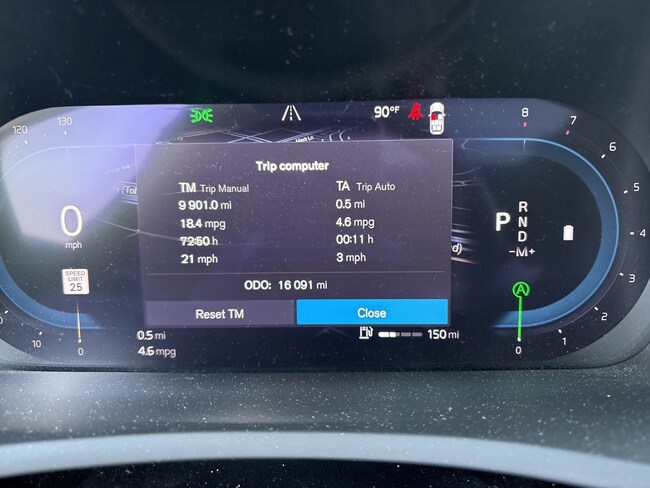 120
130
90°F
8
7
6
5
4
3
2
1
0
Trip computer
TM Trip Manual
TA Trip Auto
9 901.0 mi
0.5 mi
18.4 mpg
4.6 mpg
72:50 h
00:11 h
21 mph
3 mph
ODO: 16 091 mi
Reset TM
Close
0
mph
SPEED
LIMIT
25
P
R
N
D
-M+
A
0.5 mi
4.6 mpg
150 mi
10
0